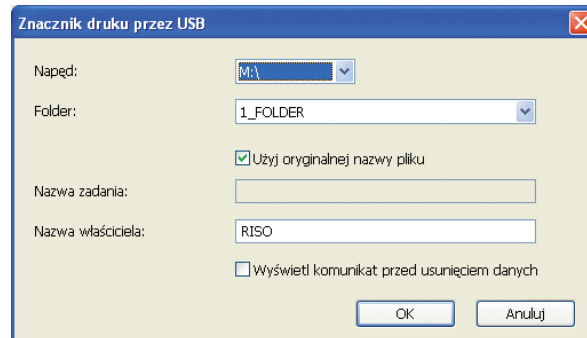 Znacznik druku przez USB
Napęd: M:\
Folder: 1_FOLDER
Użyj oryginalnej nazwy pliku
Nazwa zadania:
Nazwa właściciela: RISO
Wyświetl komunikat przed usunięciem danych
OK Anuluj